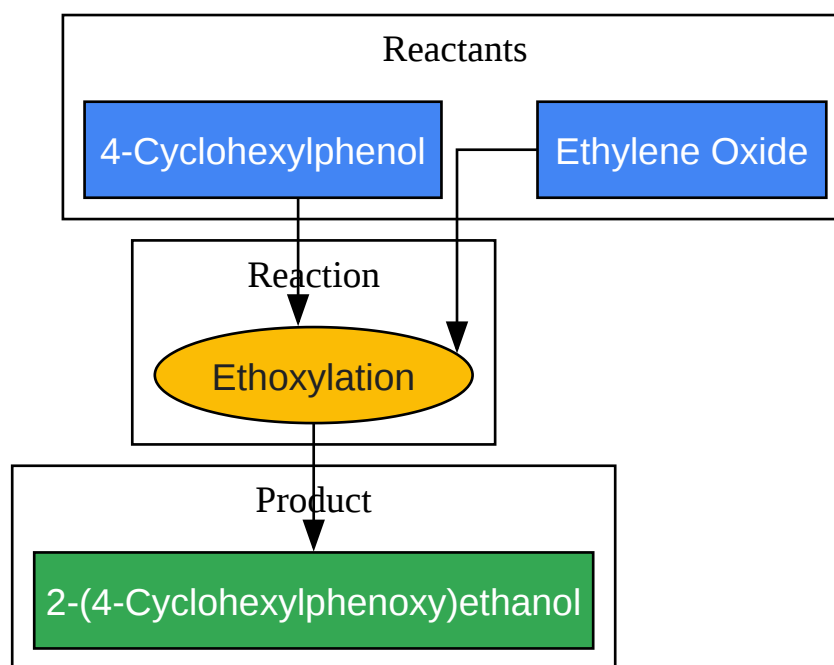 Reactants
4-Cyclohexylphenol
Ethylene Oxide
Reaction
Ethoxylation
Product
2-(4-Cyclohexylphenoxy)ethanol